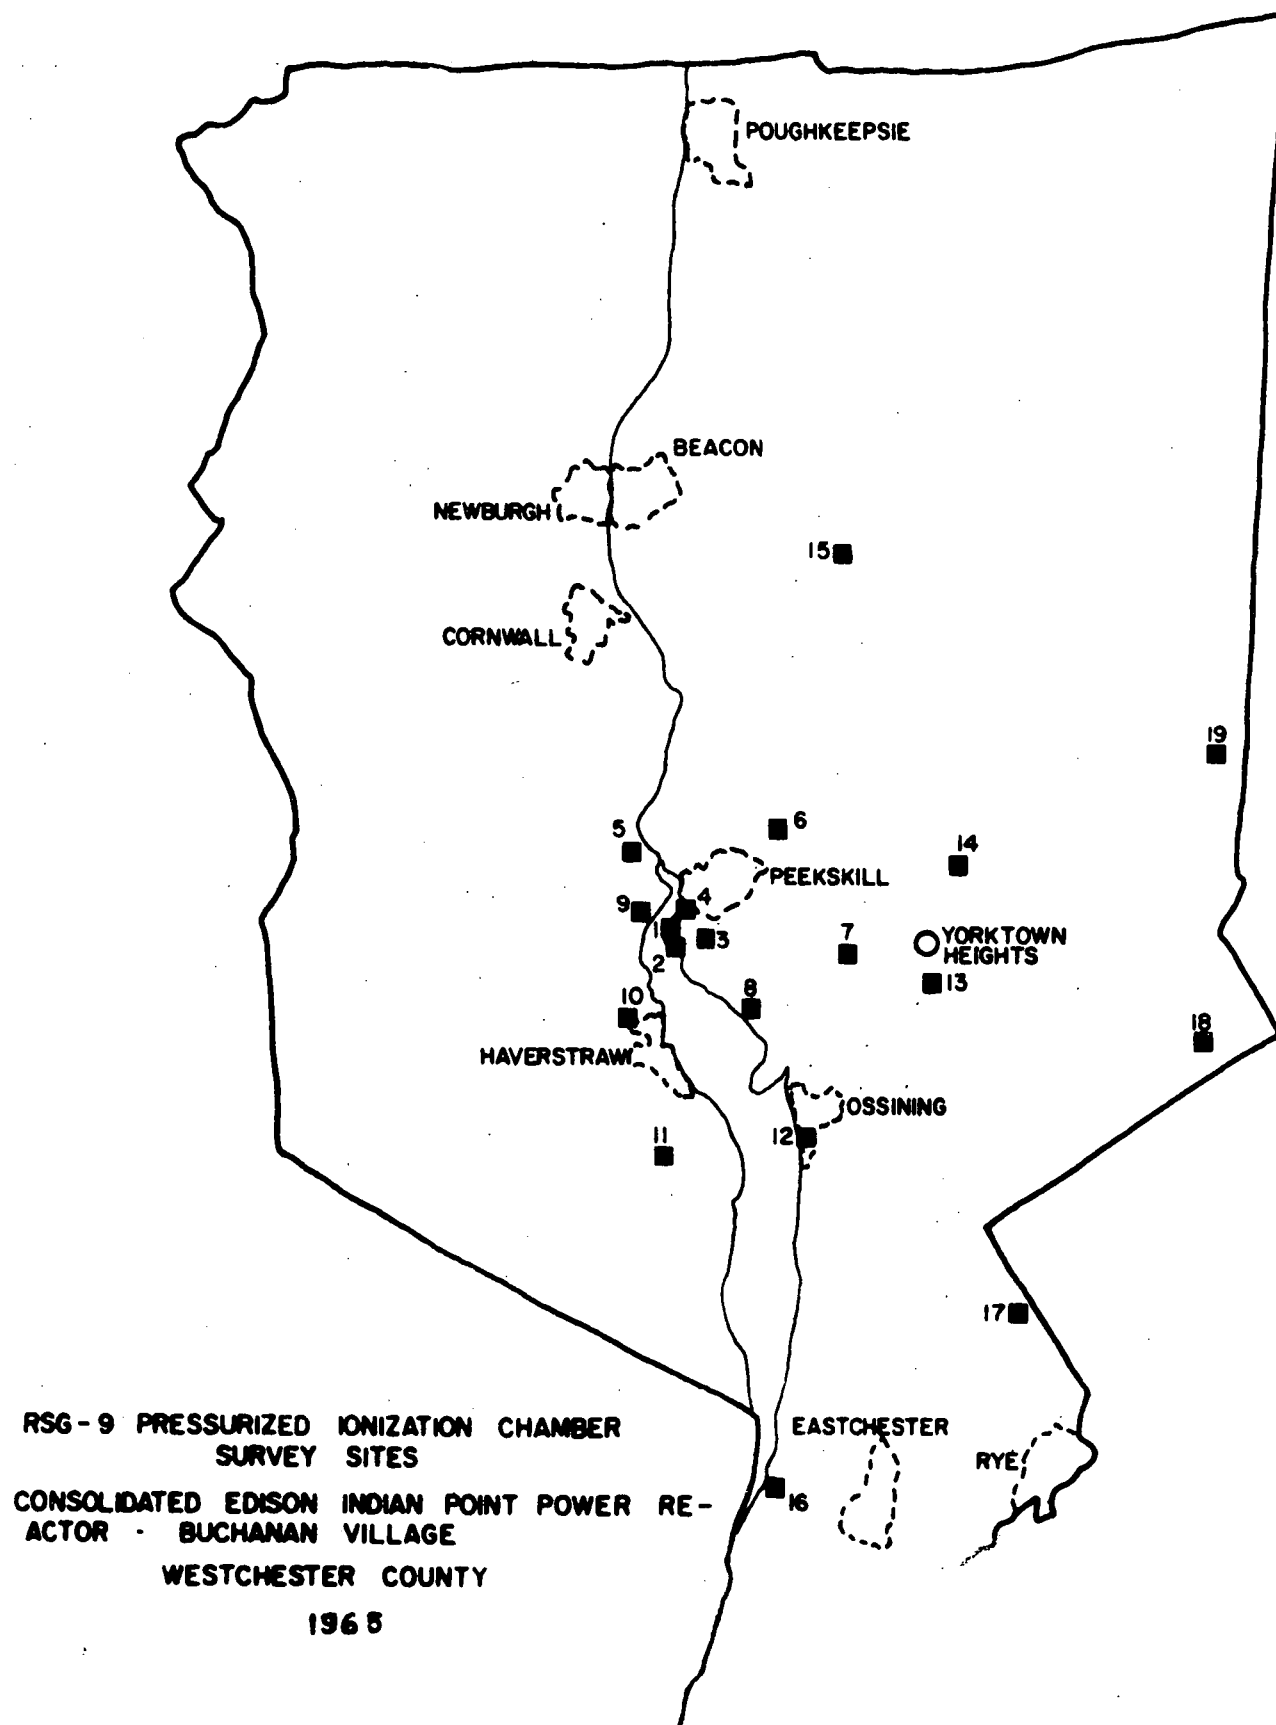 POUGHKEEPSIE
BEACON
NEWBURGH
15
CORNWALL
19
5
6
14
PEEKSKILL
9
4
1
3
7
YORKTOWN
HEIGHTS
2
13
10
8
18
HAVERSTRAW
OSSINING
12
11
17
RSG-9 PRESSURIZED IONIZATION CHAMBER
SURVEY SITES
EASTCHESTER
RYE
CONSOLIDATED EDISON INDIAN POINT POWER RE-
16
ACTOR - BUCHANAN VILLAGE
WESTCHESTER COUNTY
1965